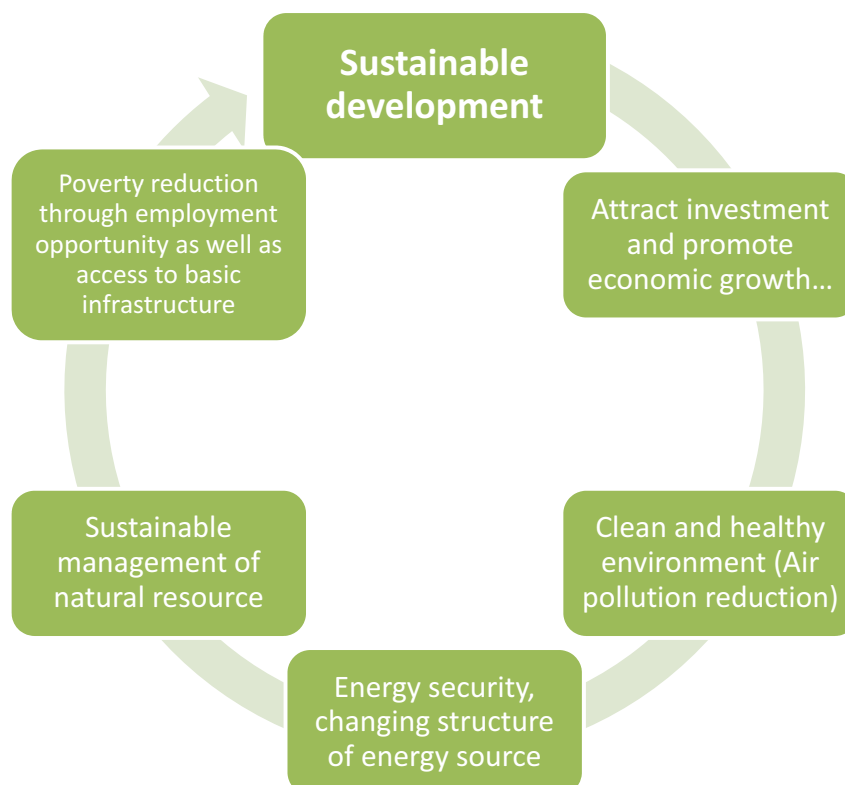 Sustainable
development
Attract investment
and promote
economic growth…
Clean and healthy
environment (Air
pollution reduction)
Energy security,
changing structure
of energy source
Sustainable
management of
natural resource
Poverty reduction
through employment
opportunity as well as
access to basic
infrastructure